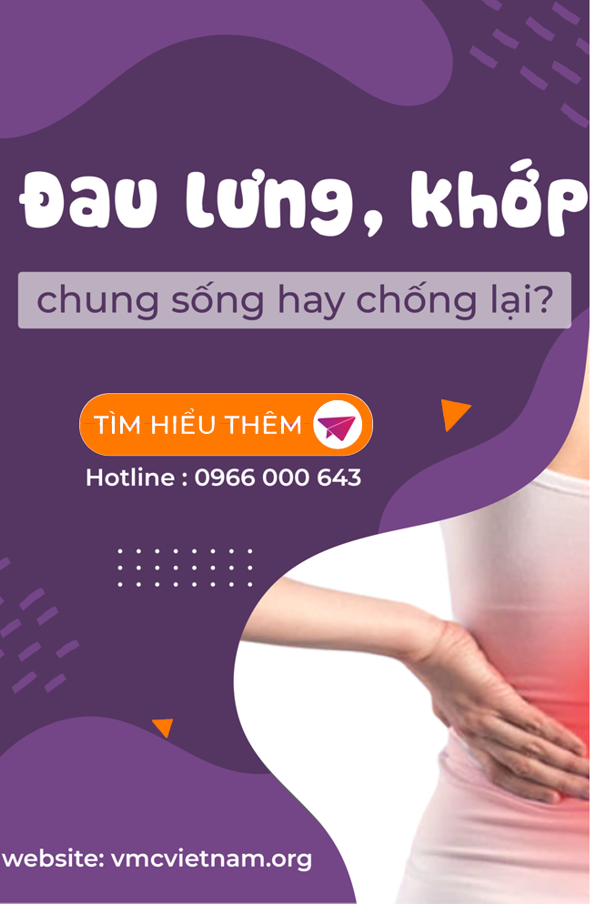 Đau lưng, khớp
chung sống hay chống lại?
TÌM HIỂU THÊM
Hotline : 0966 000 643
website: vmcvietnam.org